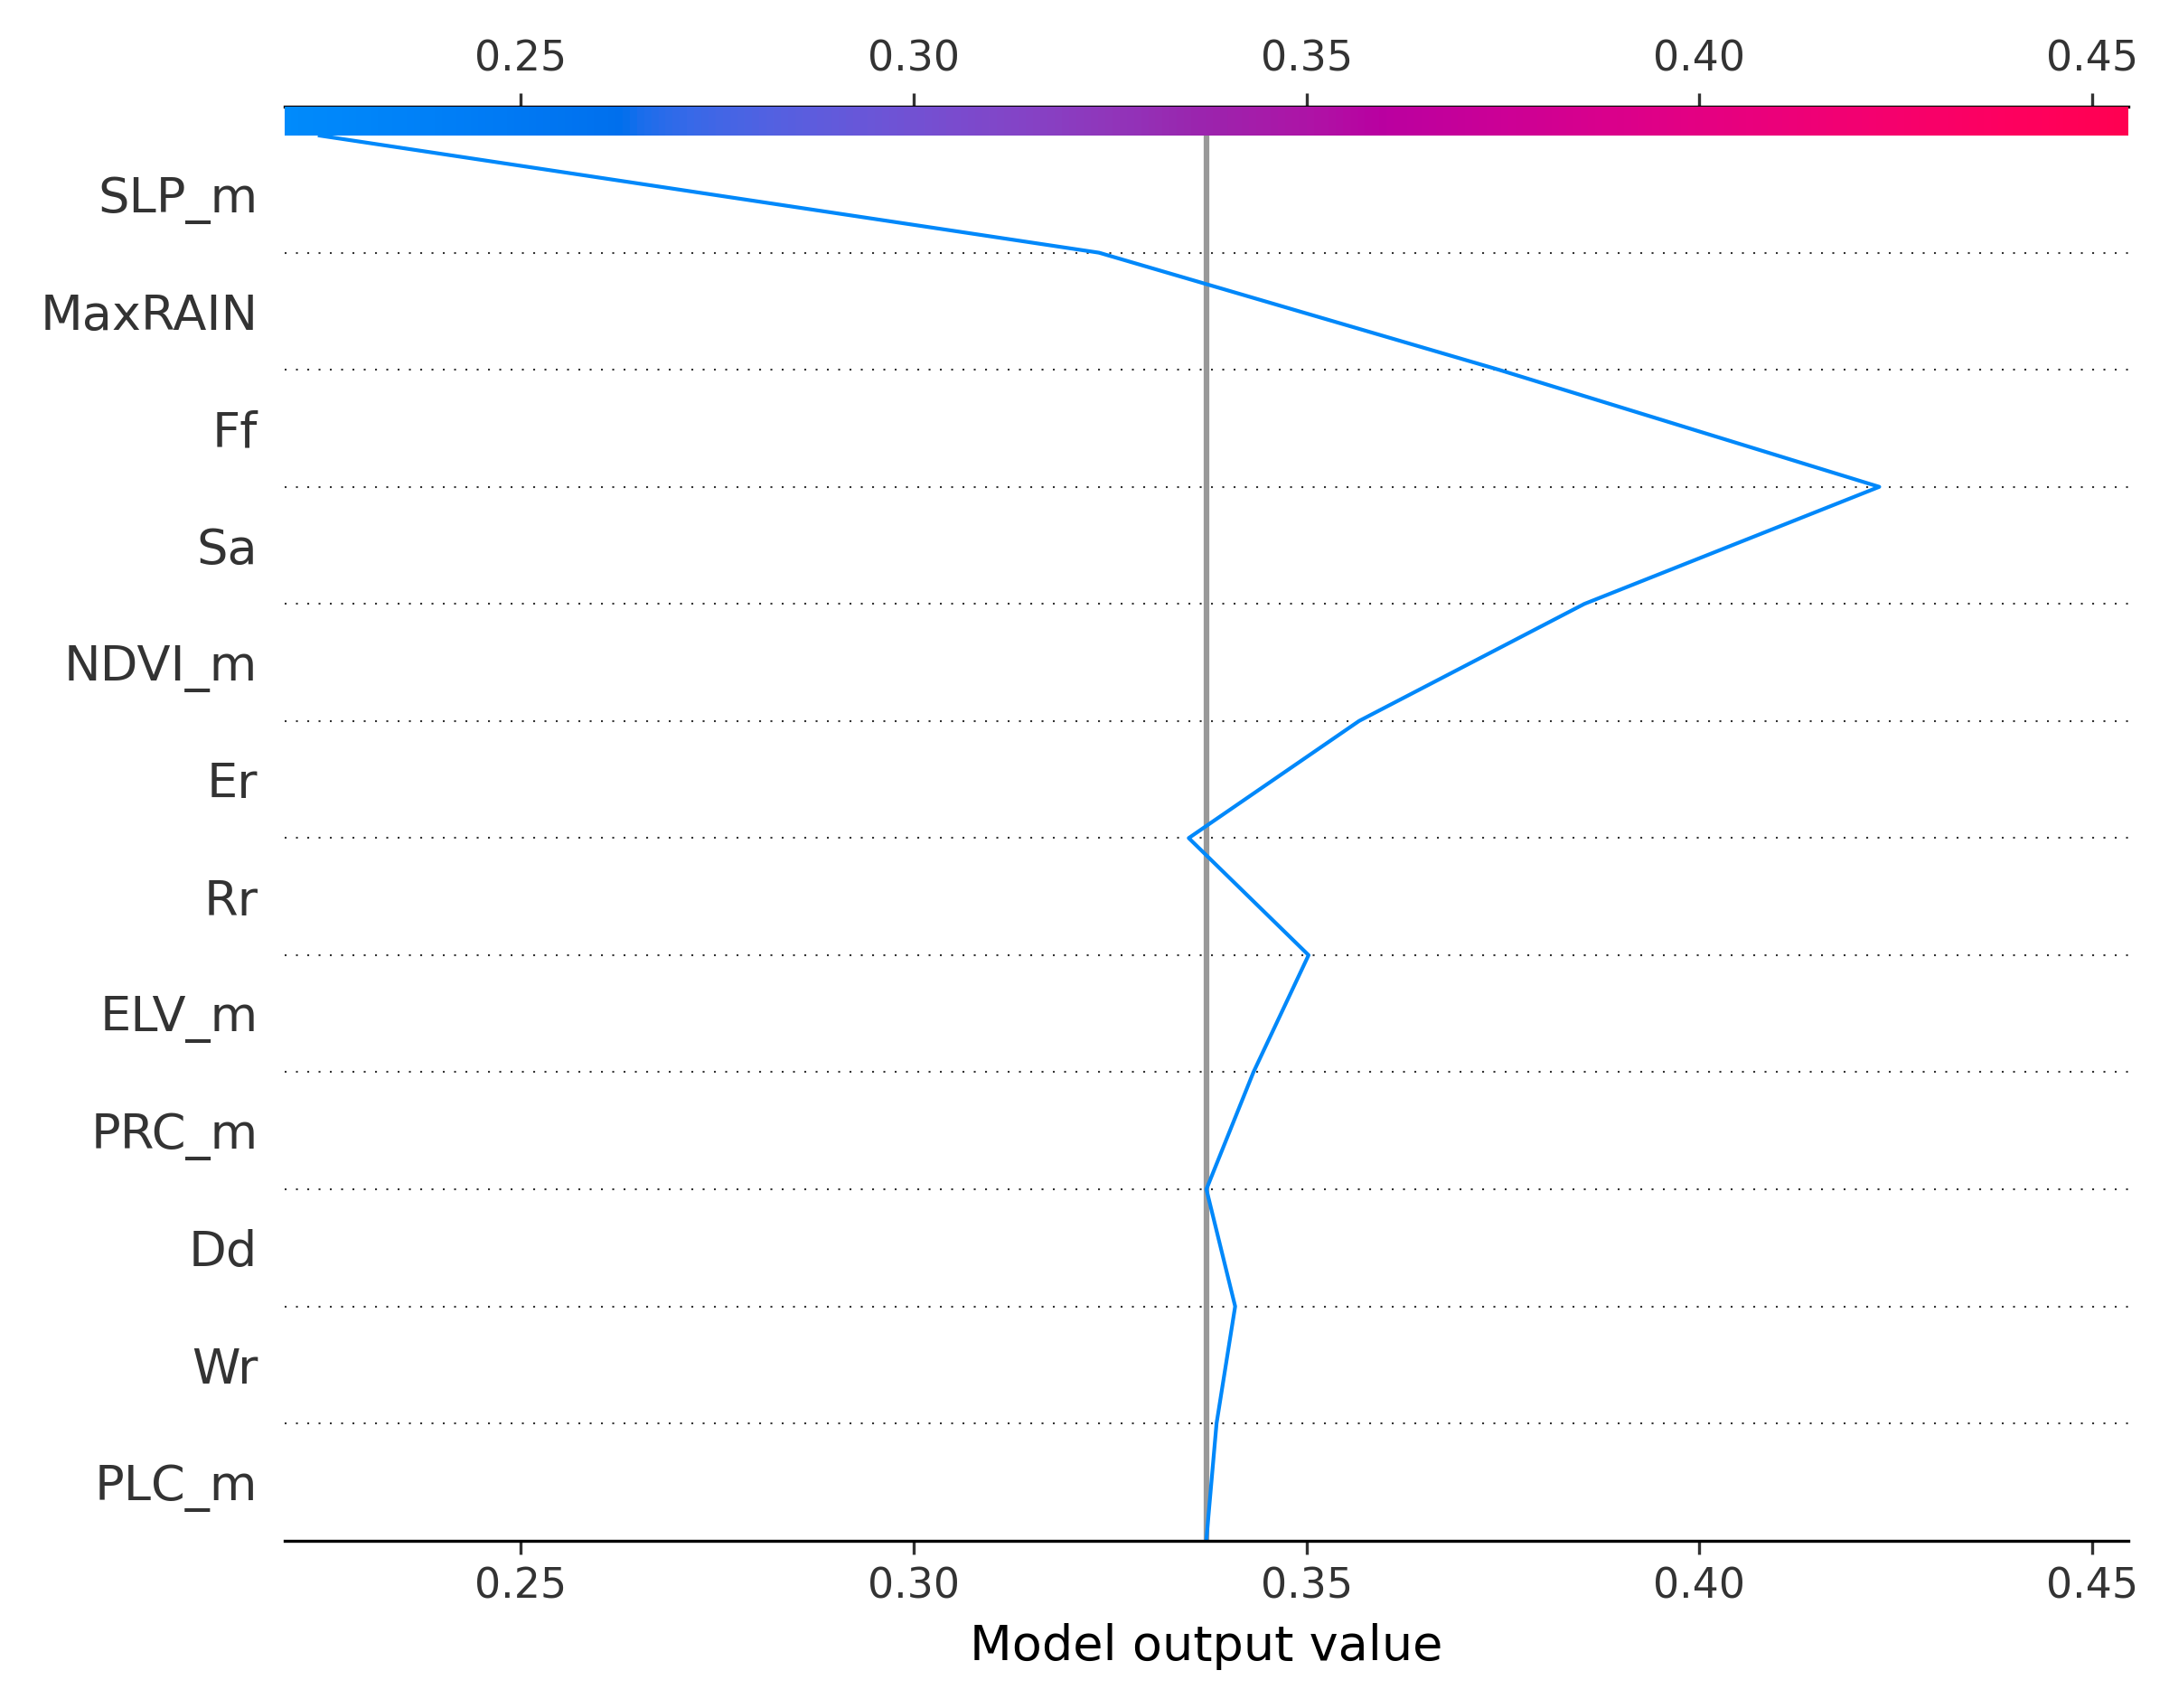 0.25 0.30 0.35 0.40 0.45
SLP_m
MaxRAIN
Ff
Sa
NDVI_m
Er
Rr
ELV_m
PRC_m
Dd
Wr
PLC_m
0.25 0.30 0.35 0.40 0.45
Model output value